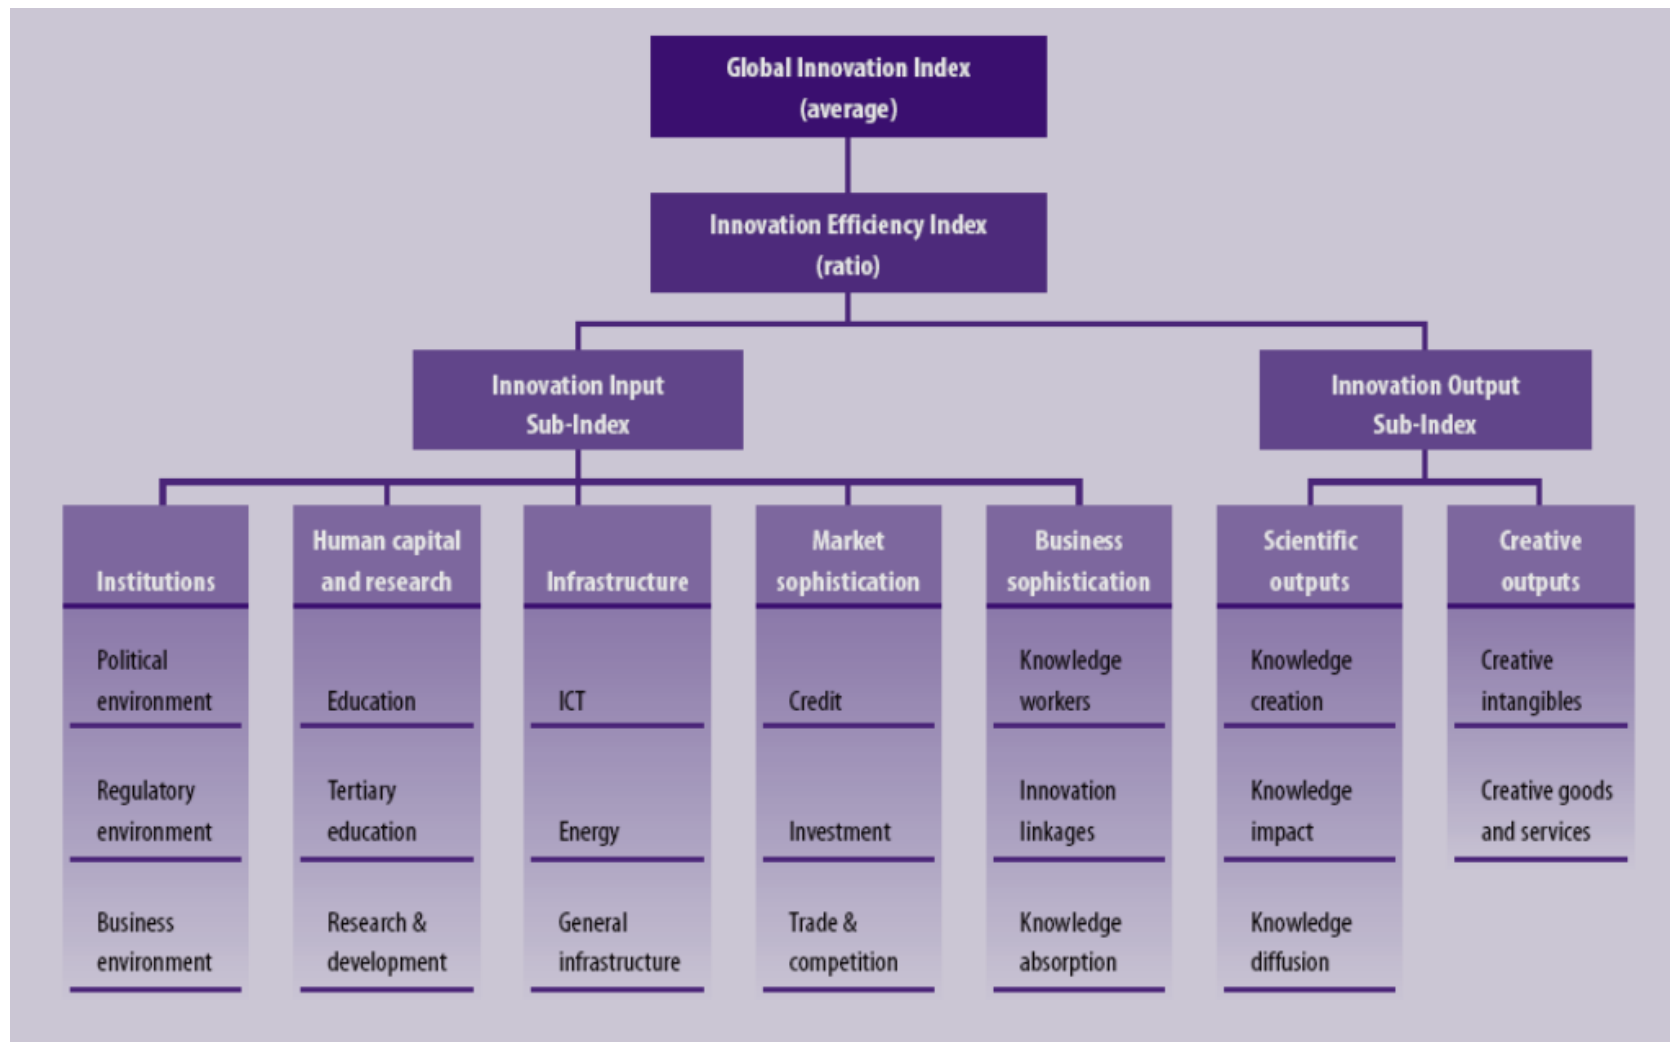 Global Innovation Index
(average)
Innovation Efficiency Index
(ratio)
Innovation Input
Sub-Index
Innovation Output
Sub-Index
Institutions
Human capital
and research
Infrastructure
Market
sophistication
Business
sophistication
Scientific
outputs
Creative
outputs
Political
environment
Education
ICT
Credit
Knowledge
workers
Knowledge
creation
Creative
intangibles
Regulatory
environment
Tertiary
education
Energy
Investment
Innovation
linkages
Knowledge
impact
Creative goods
and services
Business
environment
Research &
development
General
infrastructure
Trade &
competition
Knowledge
absorption
Knowledge
diffusion